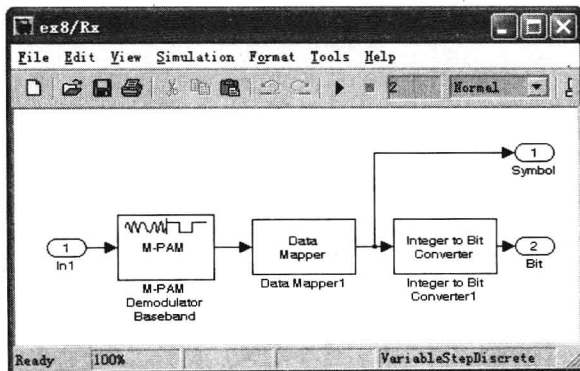 ex8/Rx
File Edit View Simulation Format Tools Help
2 Normal
1
Symbol
1
In1
M-PAM
M-PAM
Demodulator
Baseband
Data
Mapper
Data Mapper1
Integer to Bit
Converter
Integer to Bit
Converter1
2
Bit
Ready 100% VariableStepDiscrete